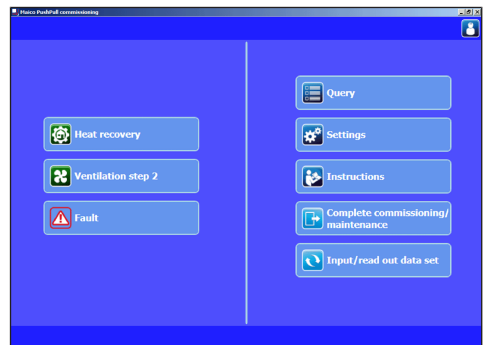 Maico PushPull commissioning
Heat recovery
Ventilation step 2
Fault
Query
Settings
Instructions
Complete commissioning/
maintenance
Input/read out data set